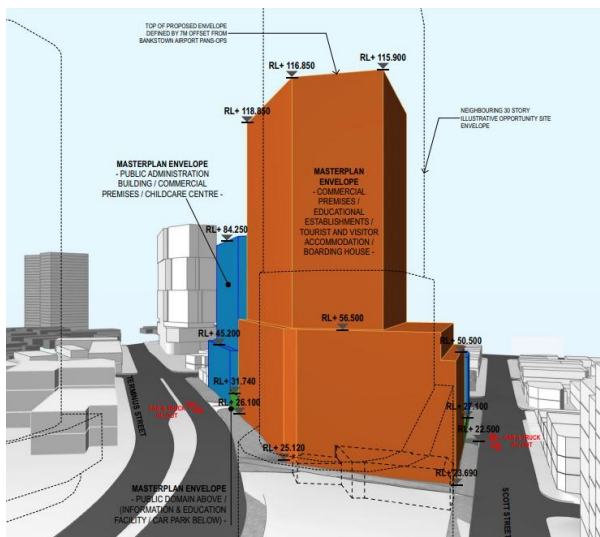 TOP OF PROPOSED ENVELOPE
DEFINED BY 7M OFFSET FROM
BANKSTOWN AIRPORT PANS-OPS
RL+ 116.850
RL+ 115.900
RL+ 118.850
NEIGHBOURING 30 STORY
ILLUSTRATIVE OPPORTUNITY SITE
ENVELOPE
MASTERPLAN ENVELOPE
- PUBLIC ADMINISTRATION
BUILDING / COMMERCIAL
PREMISES / CHILDCARE CENTRE -
MASTERPLAN
ENVELOPE
- COMMERCIAL
PREMISES /
EDUCATIONAL
ESTABLISHMENTS /
TOURIST AND VISITOR
ACCOMMODATION /
BOARDING HOUSE -
RL+ 84.250
RL+ 56.500
RL+ 45.200
RL+ 50.500
RL+ 31.740
RL+ 26.100
RL+ 27.100
RL+ 22.500
TERMINUS STREET
CAR & TRUCK
RL+ 25.120
RL+ 23.690
MASTERPLAN ENVELOPE
- PUBLIC DOMAIN ABOVE /
(INFORMATION & EDUCATION
FACILITY / CAR PARK BELOW) -
SCOTT STREET